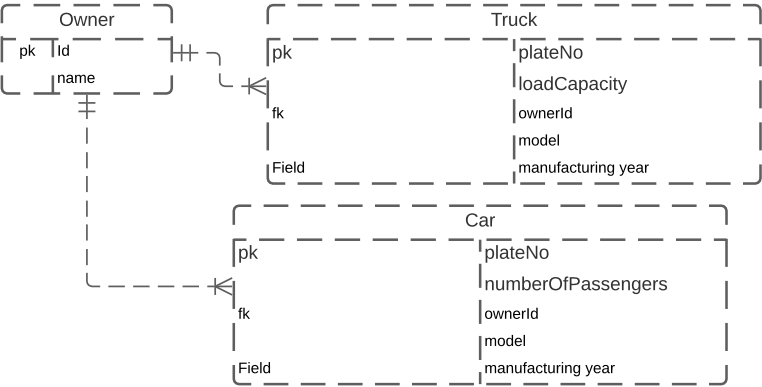 Owner
pk Id
name
Truck
pk plateNo
loadCapacity
fk ownerId
model
Field manufacturing year
Car
pk plateNo
numberOfPassengers
fk ownerId
model
Field manufacturing year